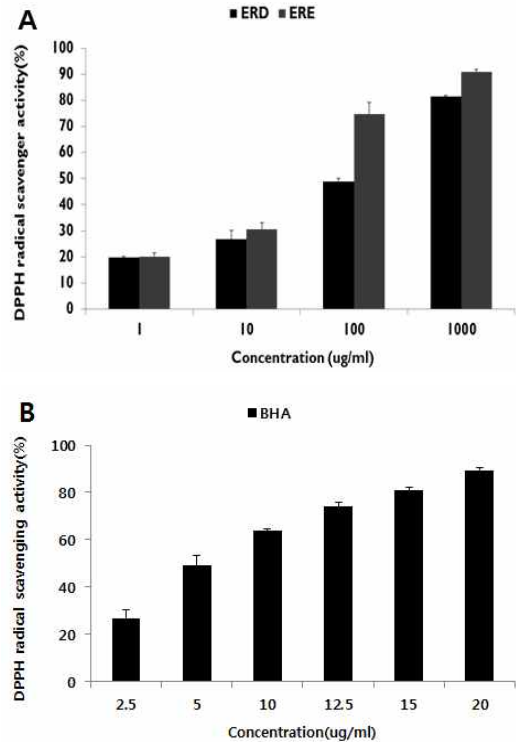 A
ERD ERE
DPPH radical scavenger activity(%)
100
90
80
70
60
50
40
30
20
10
0
1 10 100 1000
Concentration (ug/ml)
B
BHA
DPPH radical scavenging activity(%)
100
80
60
40
20
0
2.5 5 10 12.5 15 20
Concentration(ug/ml)